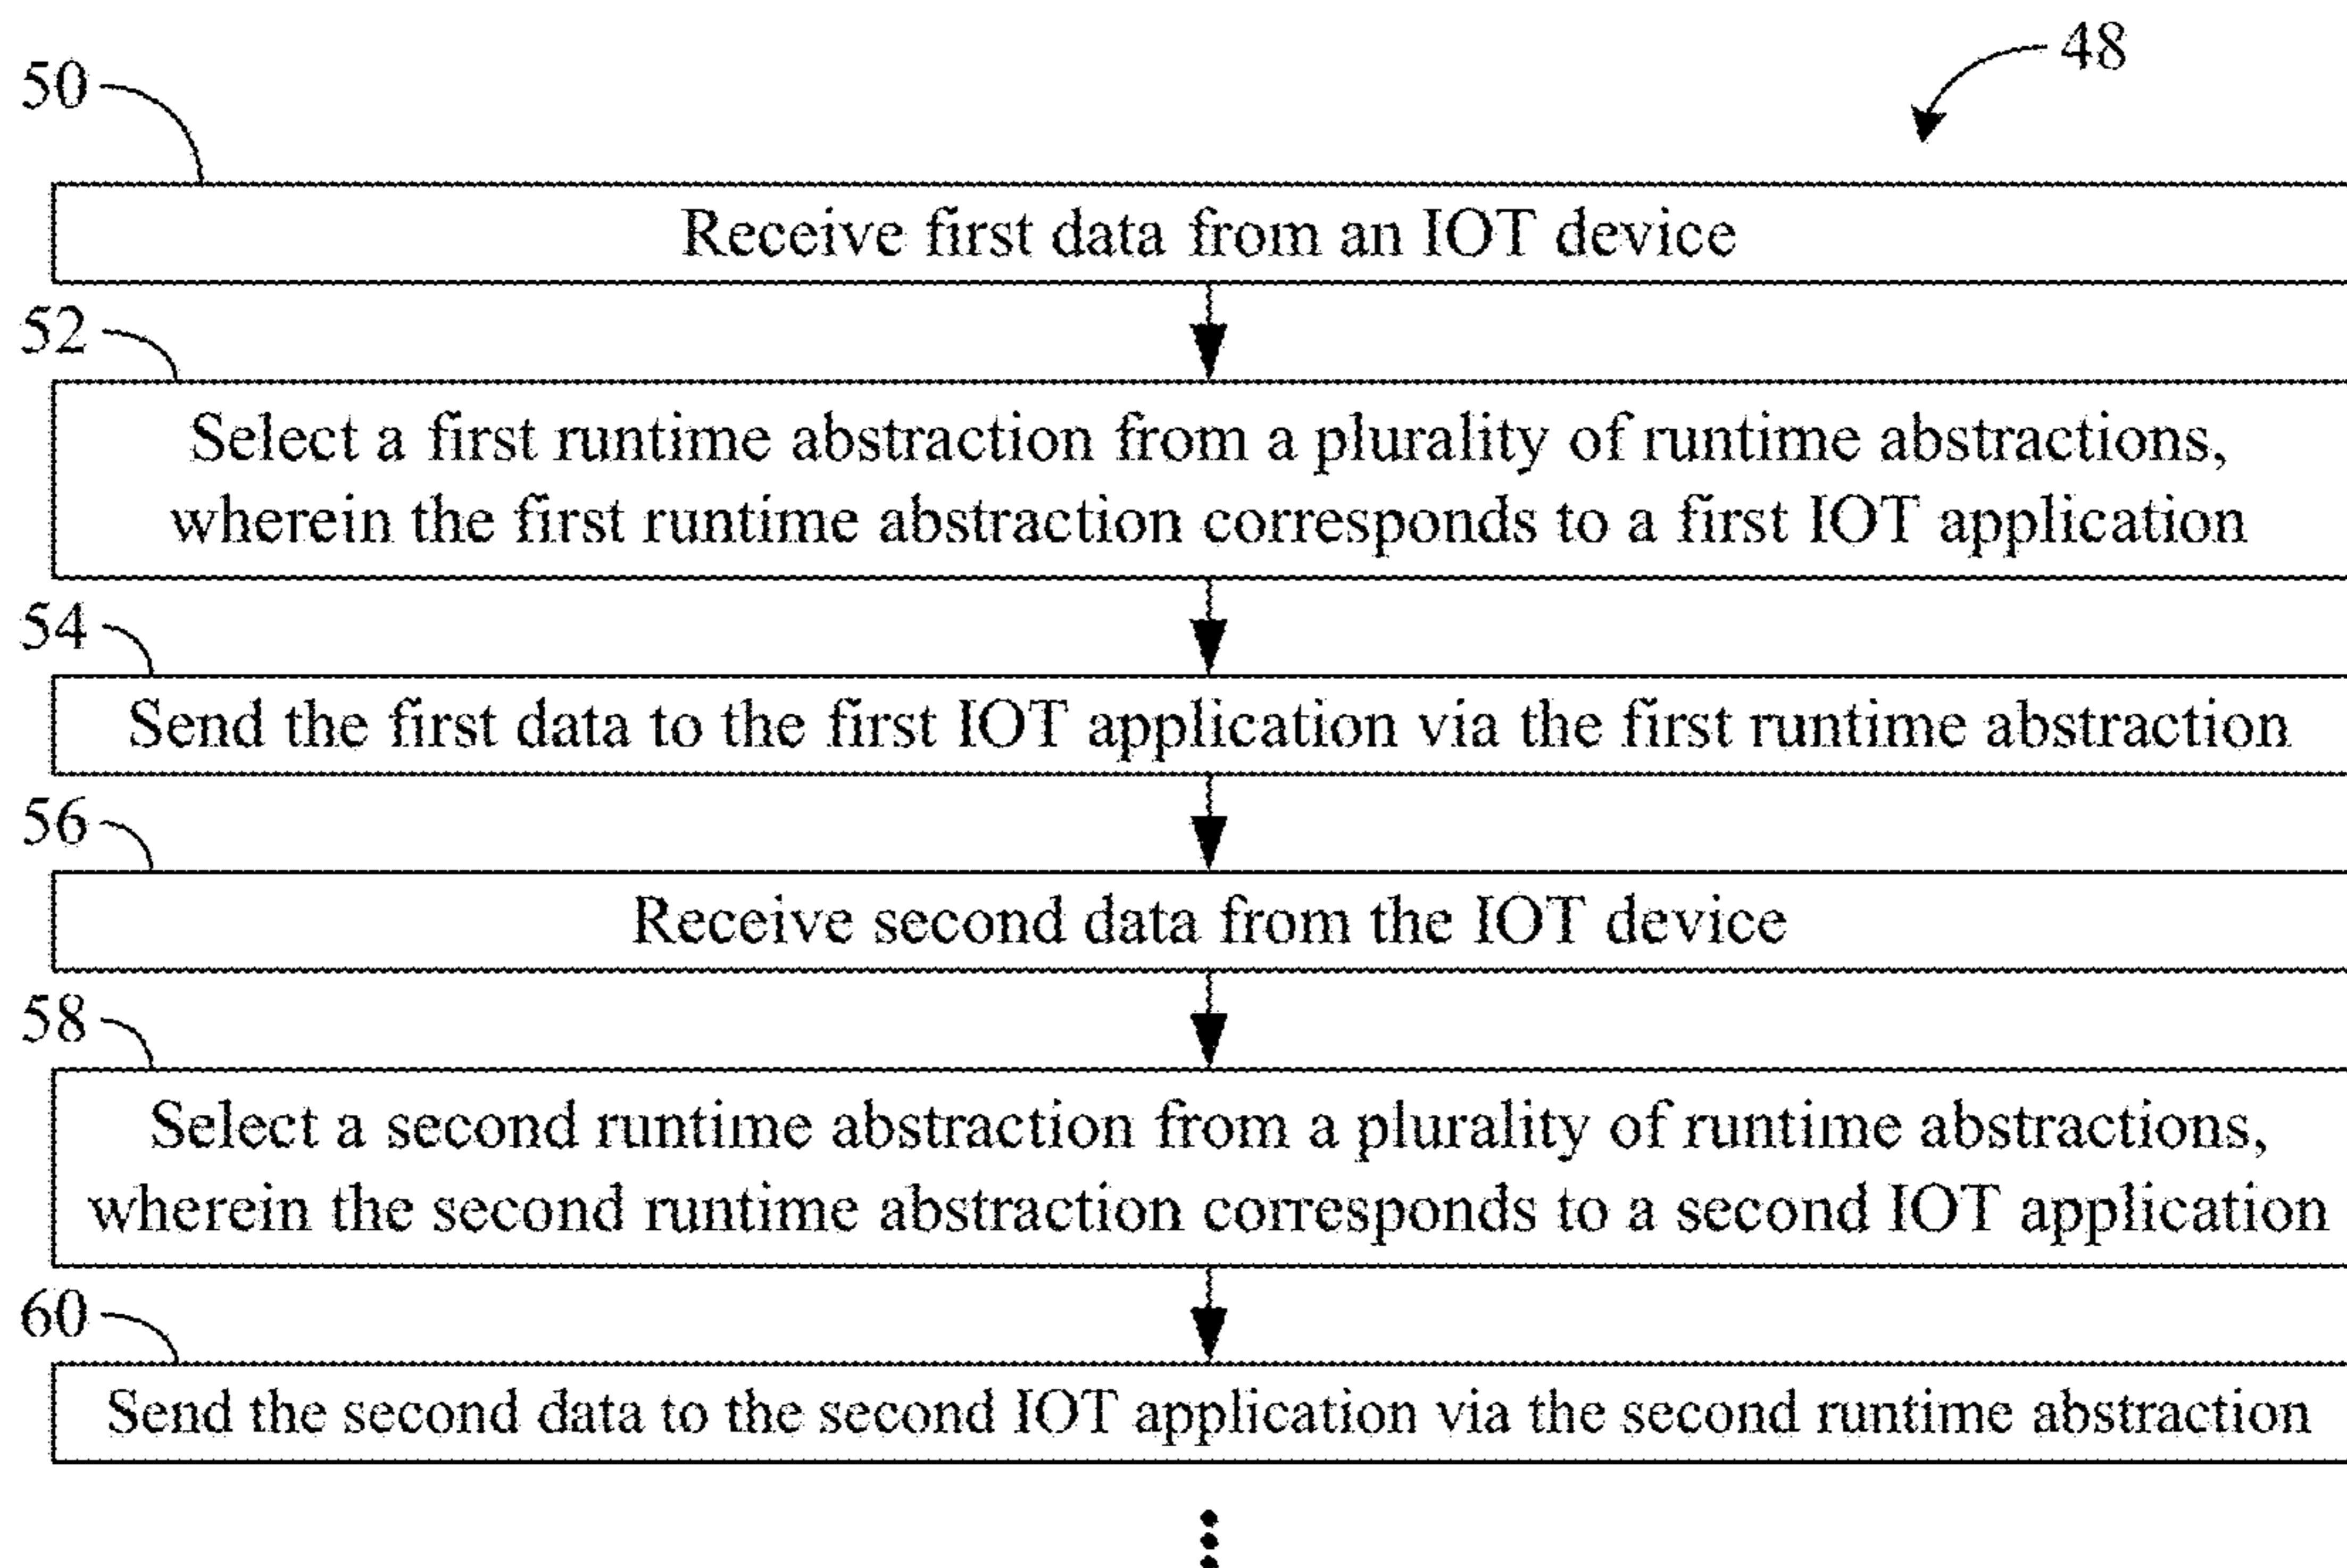 48
50
Receive first data from an IOT device
52
Select a first runtime abstraction from a plurality of runtime abstractions,
wherein the first runtime abstraction corresponds to a first IOT application
54
Send the first data to the first IOT application via the first runtime abstraction
56
Receive second data from the IOT device
58
Select a second runtime abstraction from a plurality of runtime abstractions,
wherein the second runtime abstraction corresponds to a second IOT application
60
Send the second data to the second IOT application via the second runtime abstraction